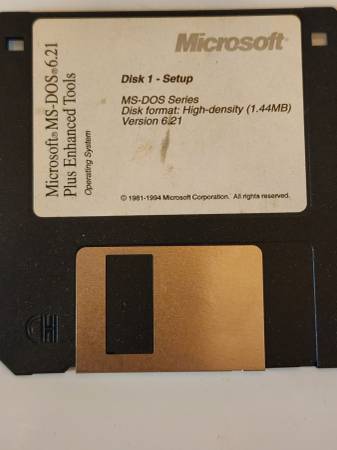 Microsoft®
Disk 1 - Setup
MS-DOS Series
Disk format: High-density (1.44MB)
Version 6.21
© 1981-1994 Microsoft Corporation. All rights reserved.
Microsoft® MS-DOS® 6.21
Plus Enhanced Tools
Operating System